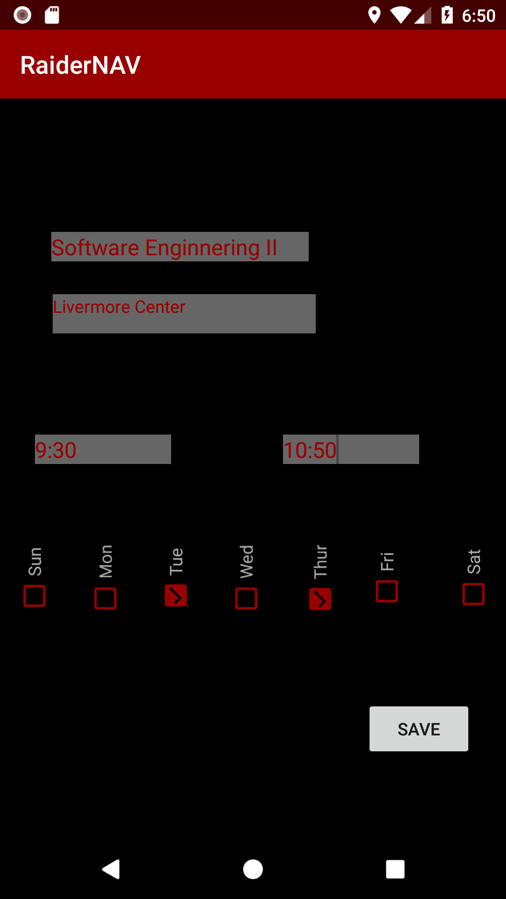 6:50
RaiderNAV
Software Enginnering II
Livermore Center
9:30 10:50
Sun Mon Tue Wed Thur Fri Sat
SAVE